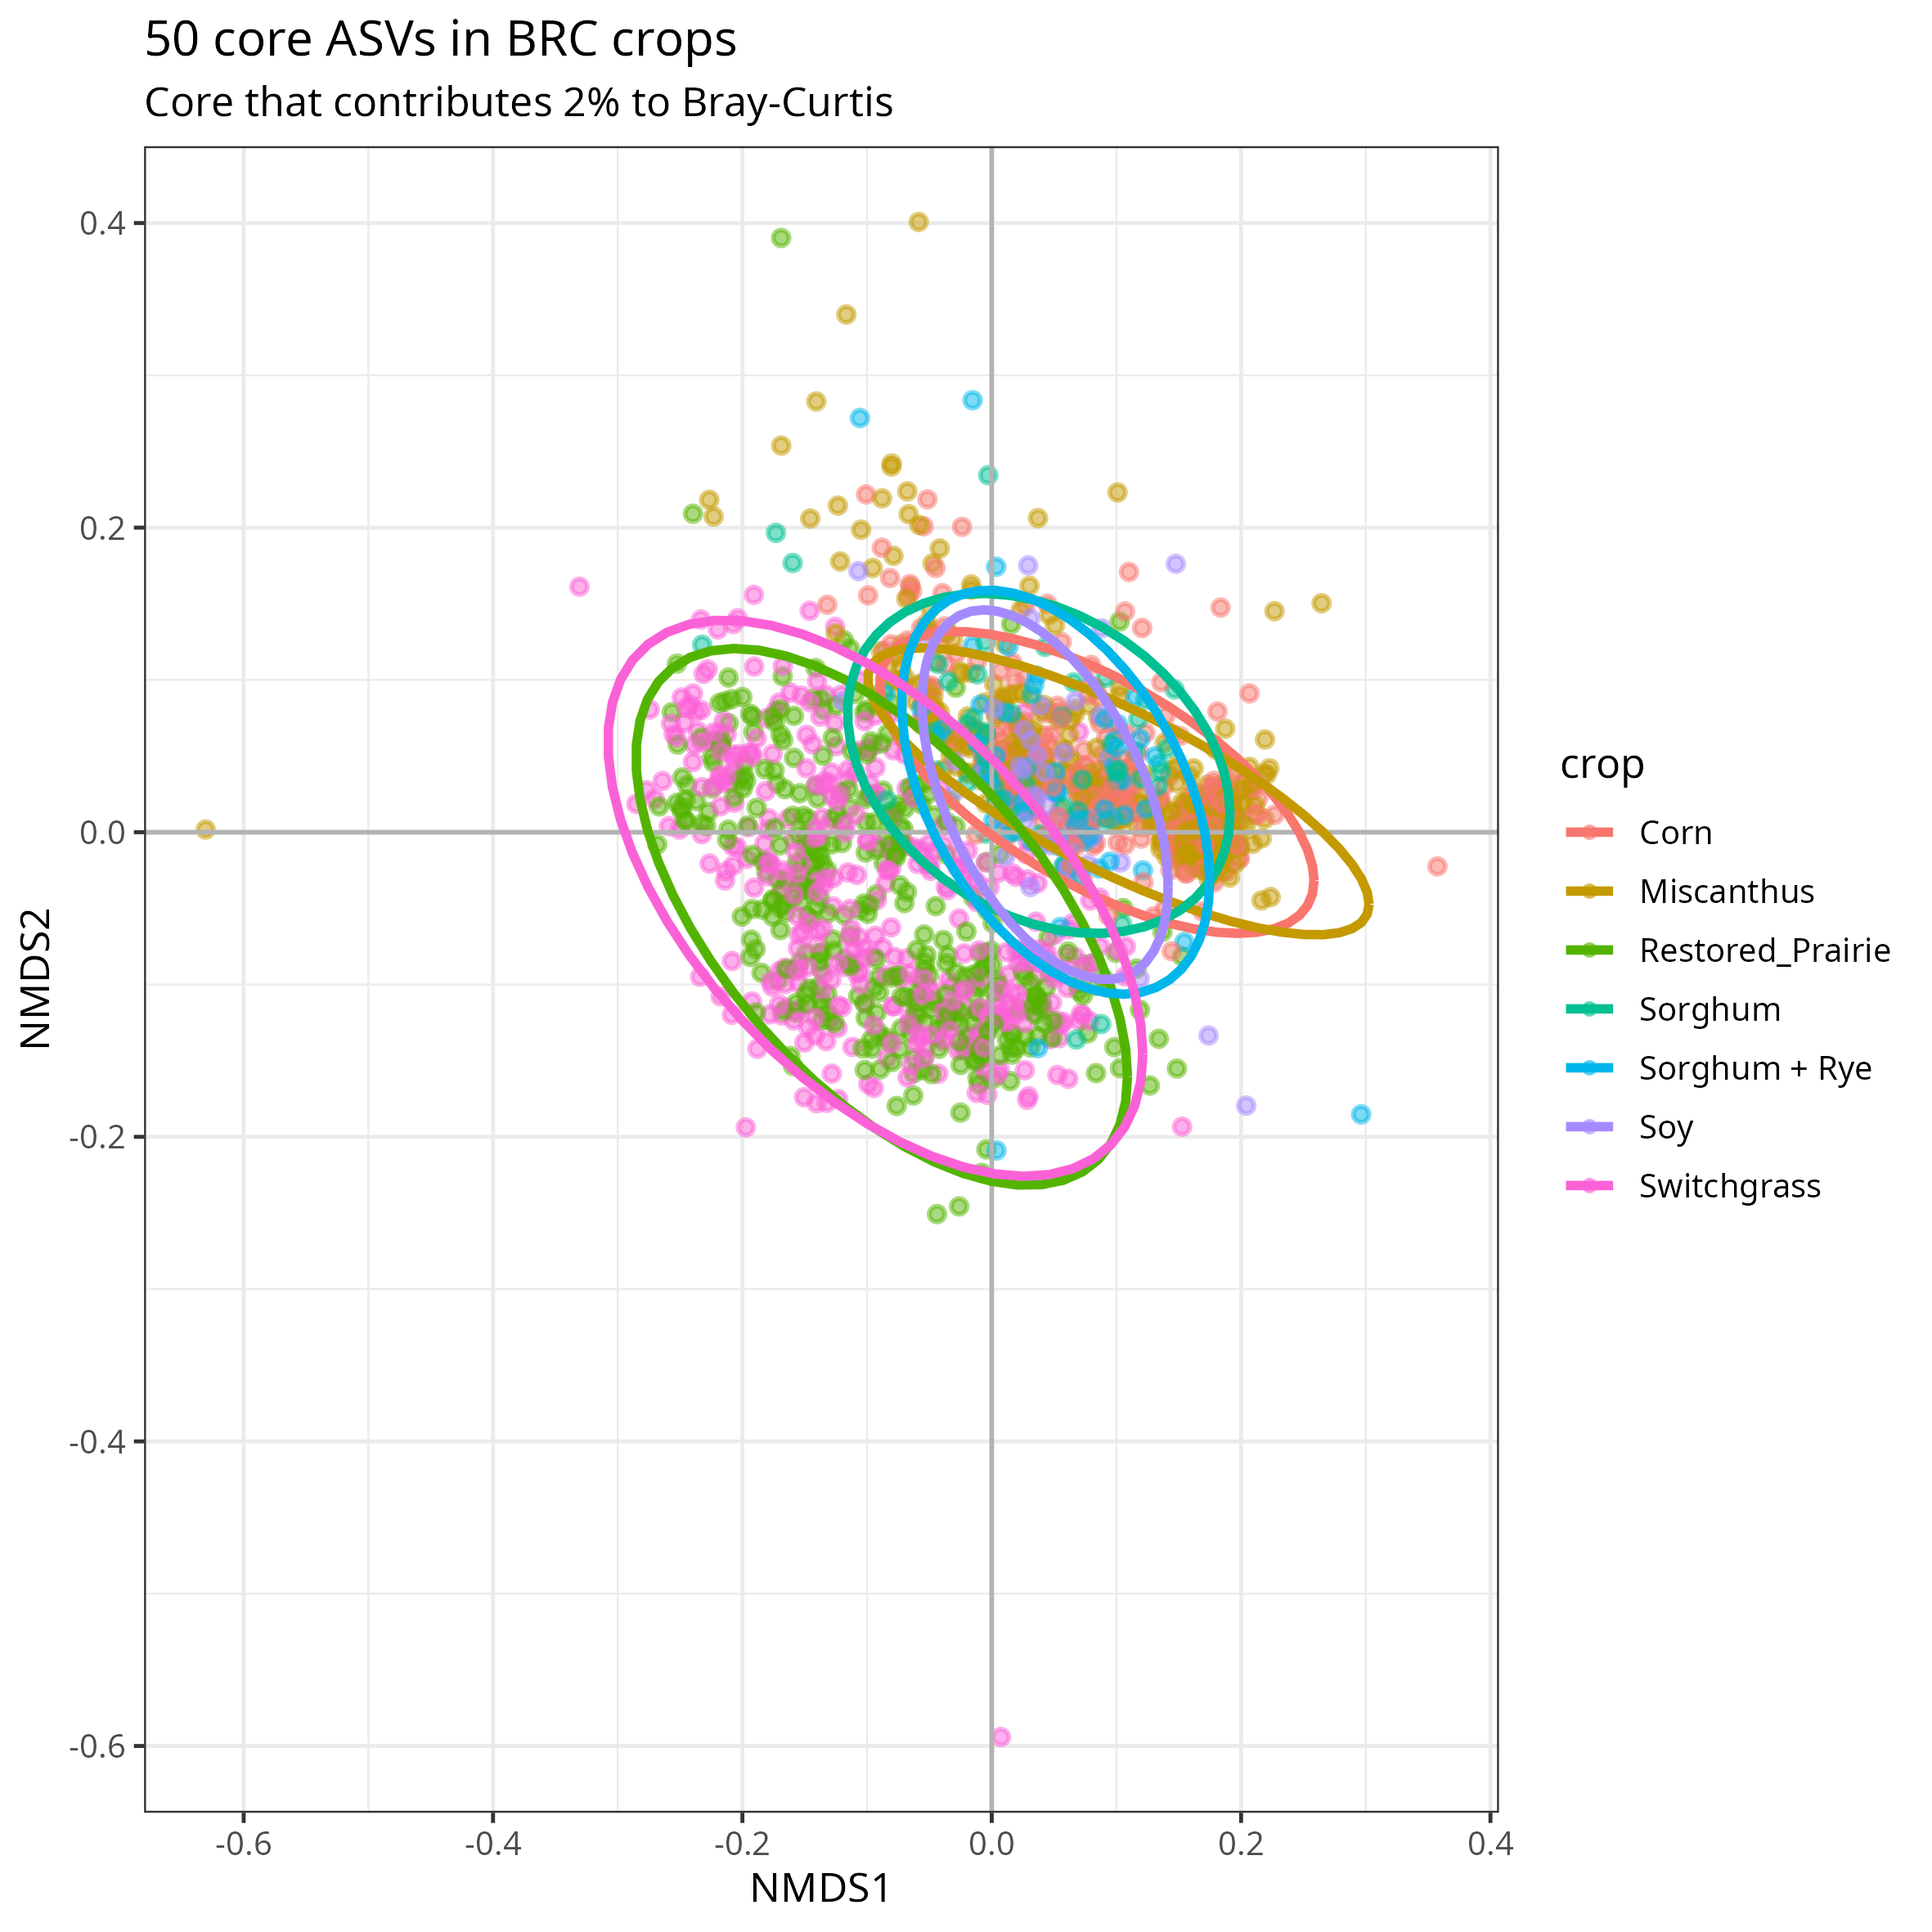 50 core ASVs in BRC crops
Core that contributes 2% to Bray-Curtis
0.4
0.2
0.0
-0.2
-0.4
-0.6
NMDS2
-0.6
-0.4
-0.2
0.0
0.2
0.4
NMDS1
crop
Corn
Miscanthus
Restored_Prairie
Sorghum
Sorghum + Rye
Soy
Switchgrass